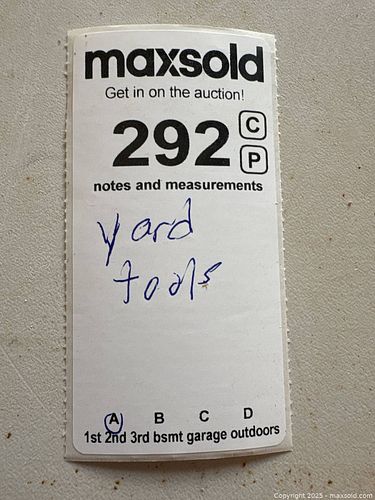 maxsold
Get in on the auction!
292 C
P
notes and measurements
yard
tools
A B C D
1st 2nd 3rd bsmt garage outdoors
Copyright 2025 - maxsold.com